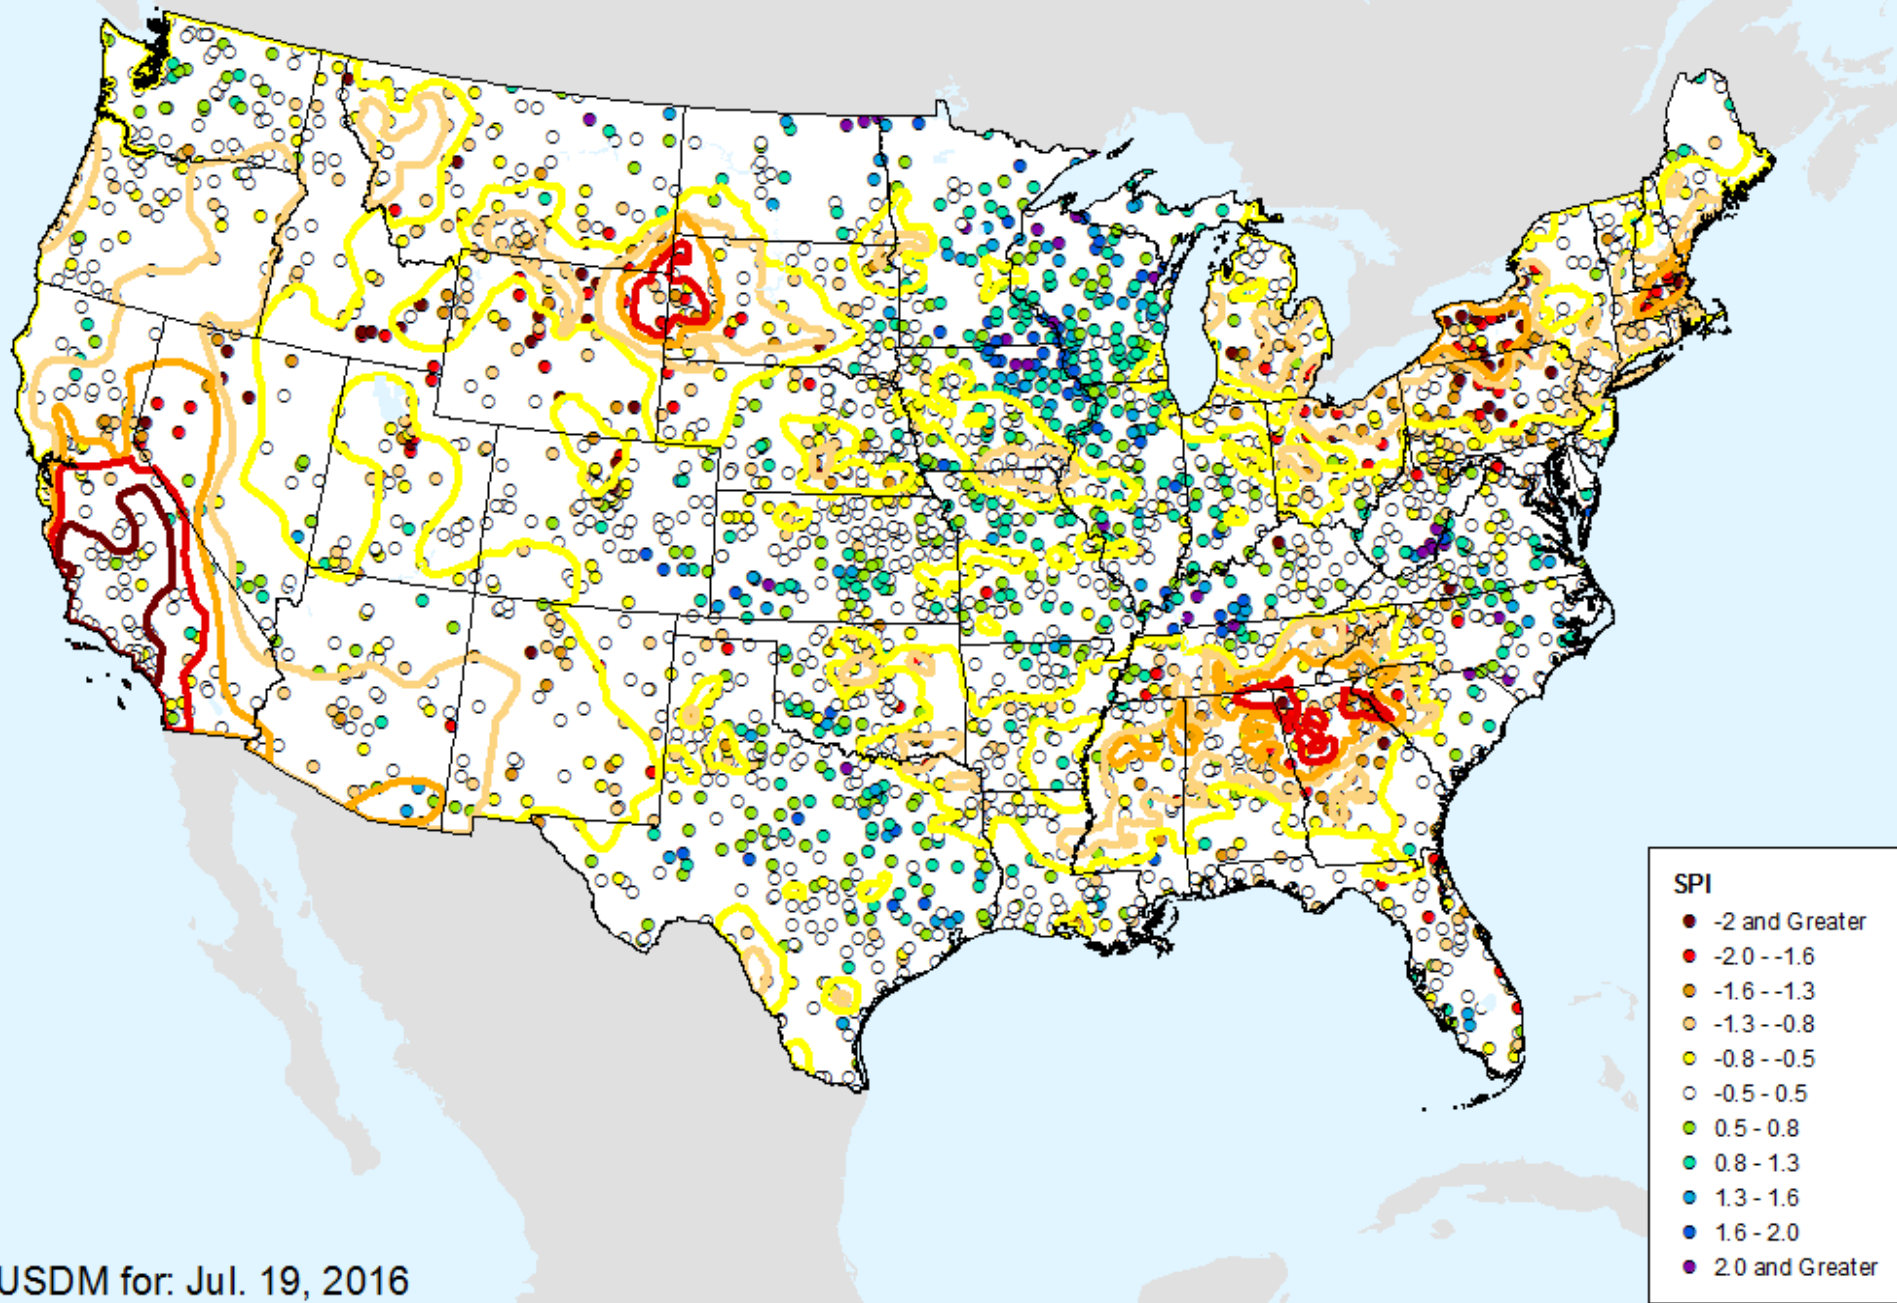 SPI
-2 and Greater
-2.0 - -1.6
-1.6 - -1.3
-1.3 - -0.8
-0.8 - -0.5
-0.5 - 0.5
0.5 - 0.8
0.8 - 1.3
1.3 - 1.6
1.6 - 2.0
2.0 and Greater
USDM for: Jul. 19, 2016